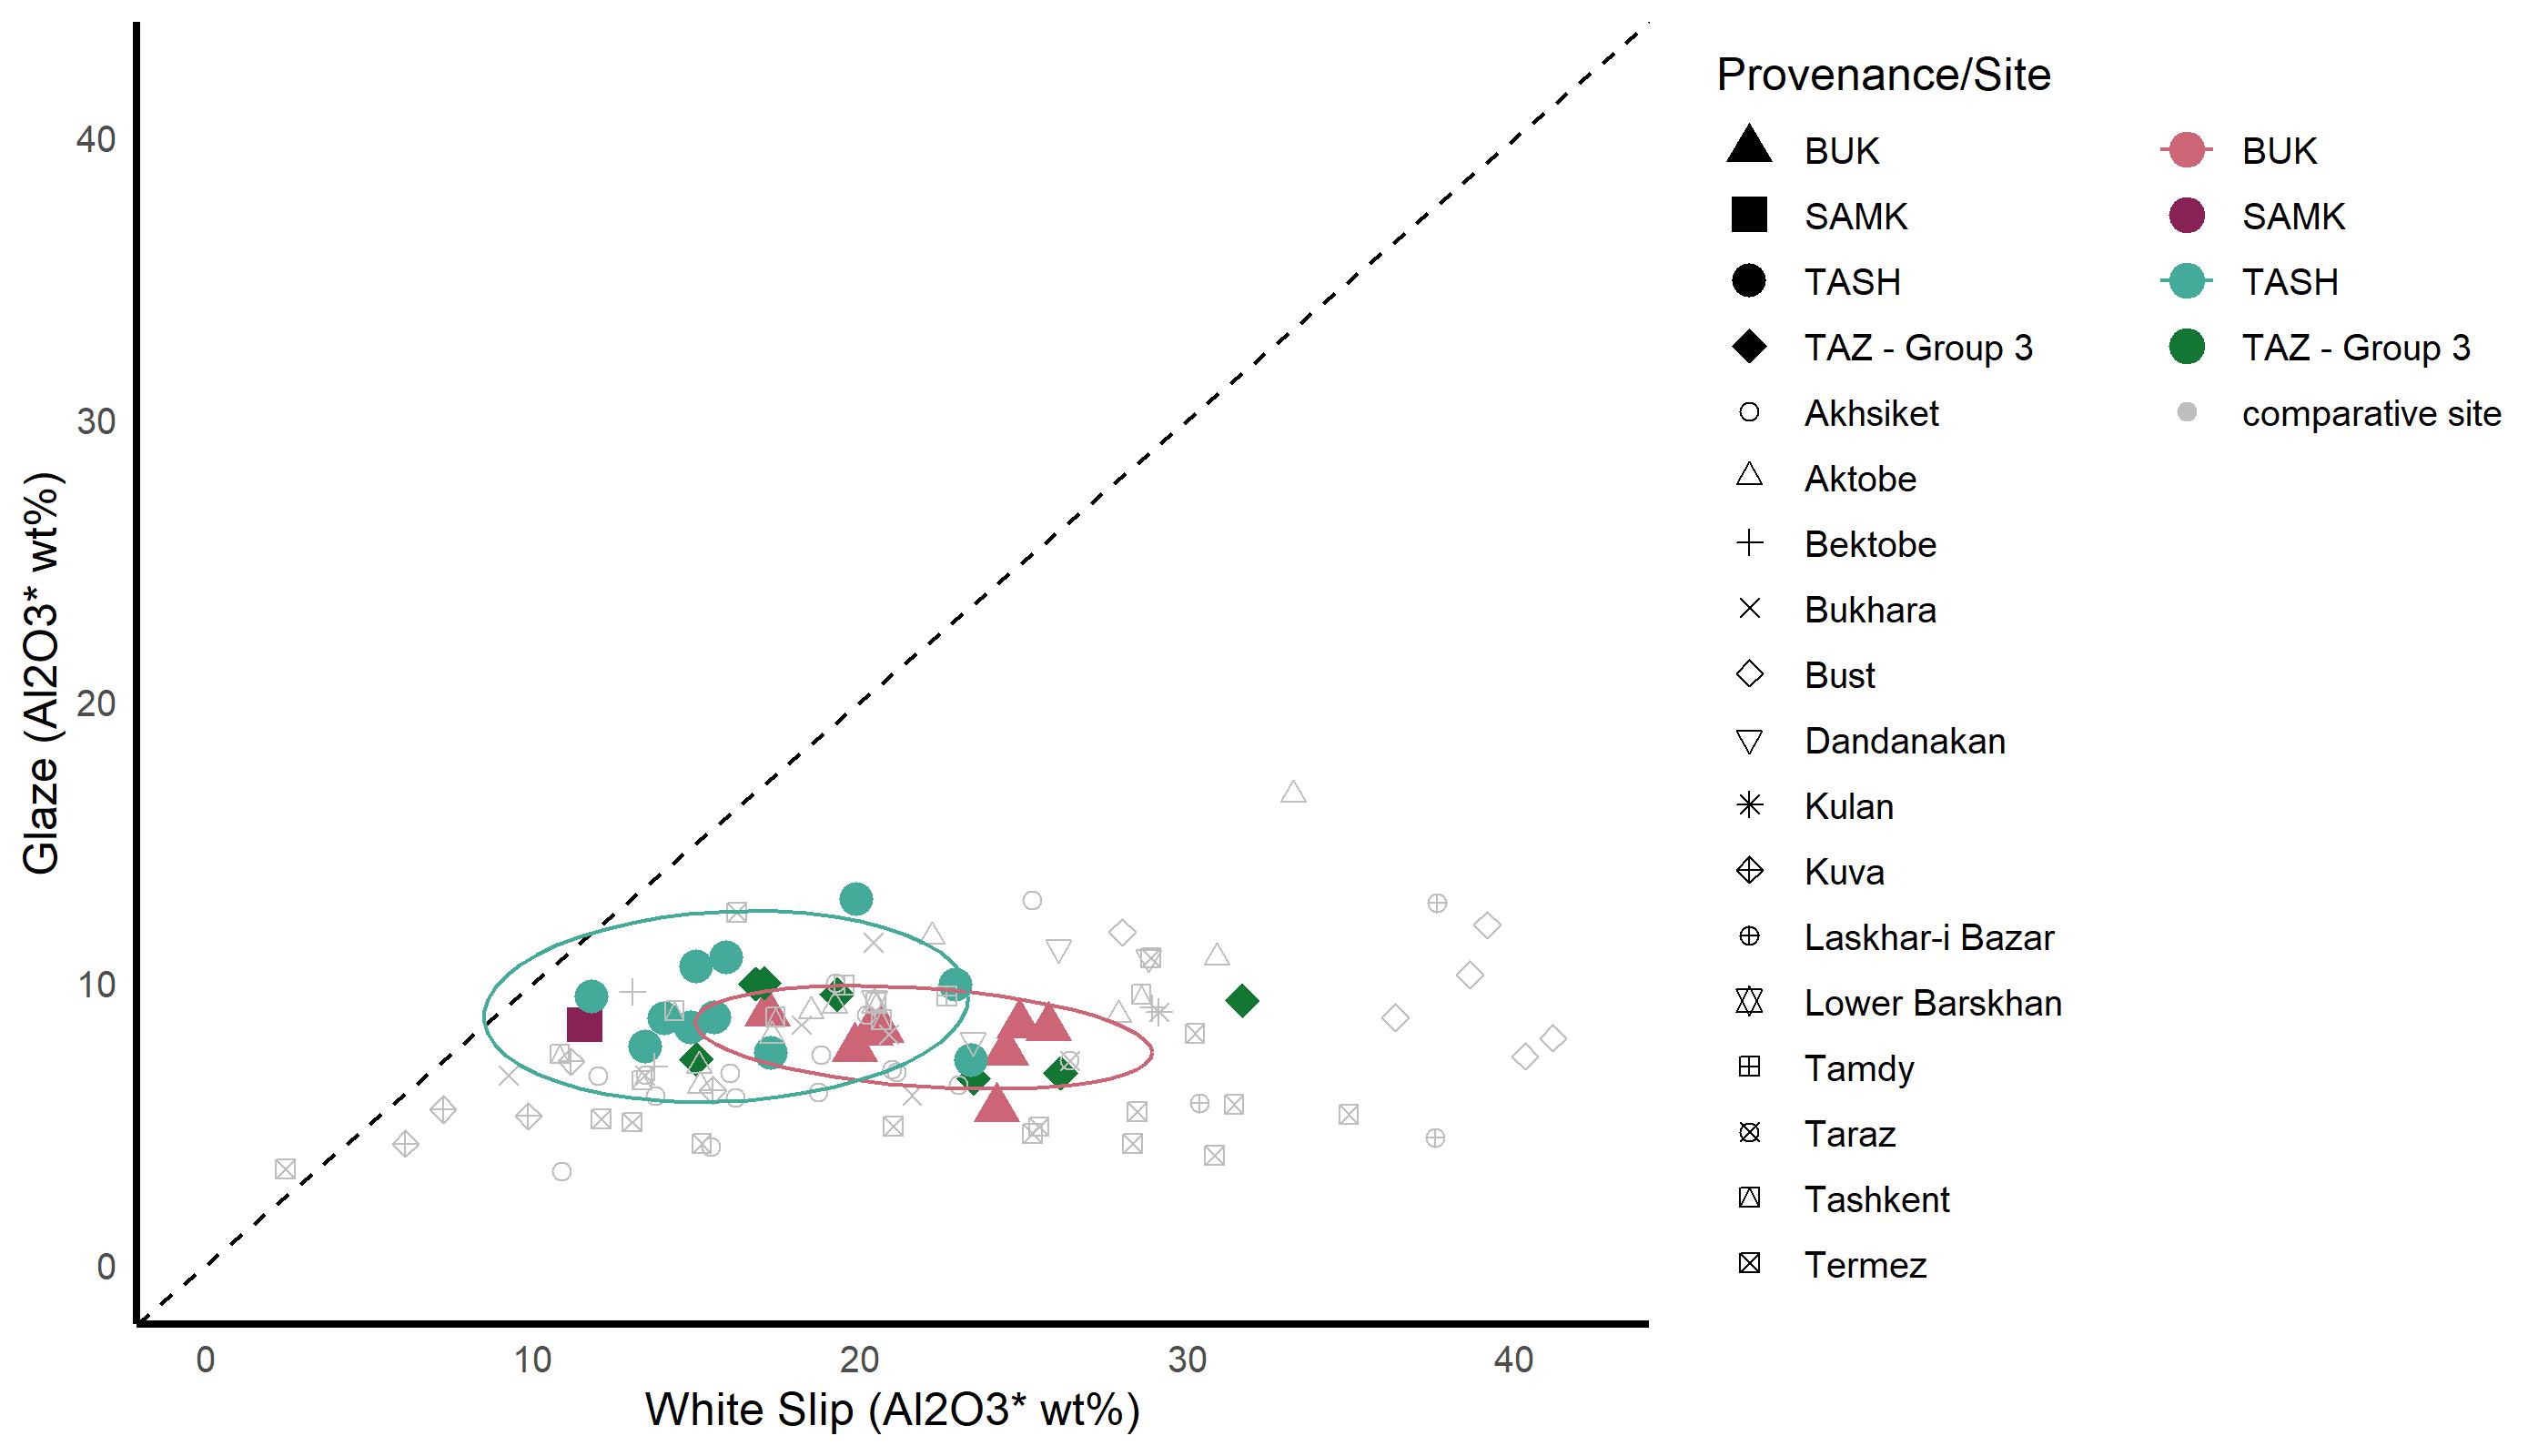 Provenance/Site
BUK
SAMK
TASH
TAZ - Group 3
Akhsiket
Aktobe
Bektobe
Bukhara
Bust
Dandanakan
Kulan
Kuva
Laskhar-i Bazar
Lower Barskhan
Tamdy
Taraz
Tashkent
Termez
BUK
SAMK
TASH
TAZ - Group 3
comparative site
Glaze (Al2O3* wt%)
40
30
20
10
0
0 10 20 30 40
White Slip (Al2O3* wt%)